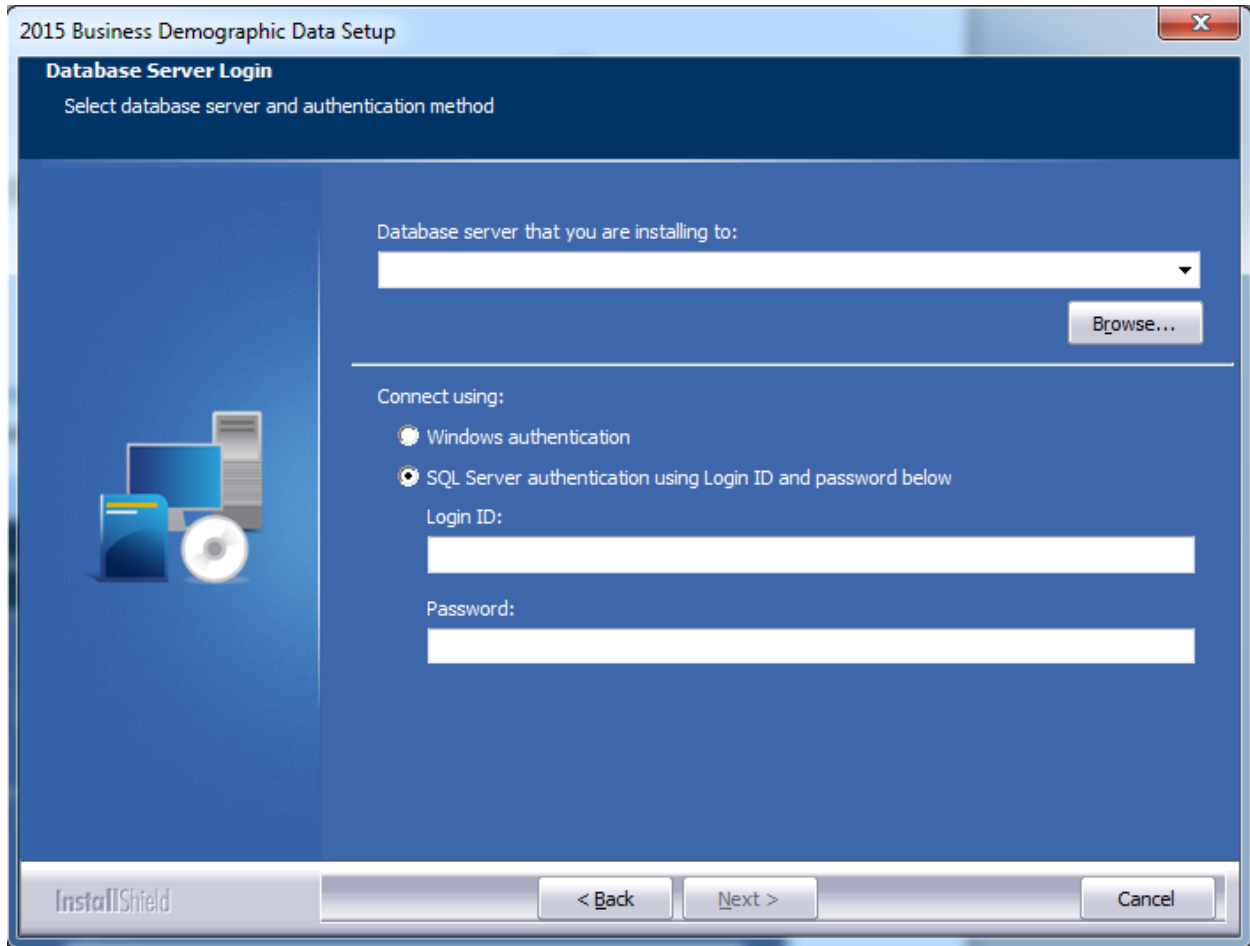 2015 Business Demographic Data Setup
Database Server Login
Select database server and authentication method
Database server that you are installing to:
Browse...
Connect using:
Windows authentication
SQL Server authentication using Login ID and password below
Login ID:
Password:
InstallShield
< Back
Next >
Cancel